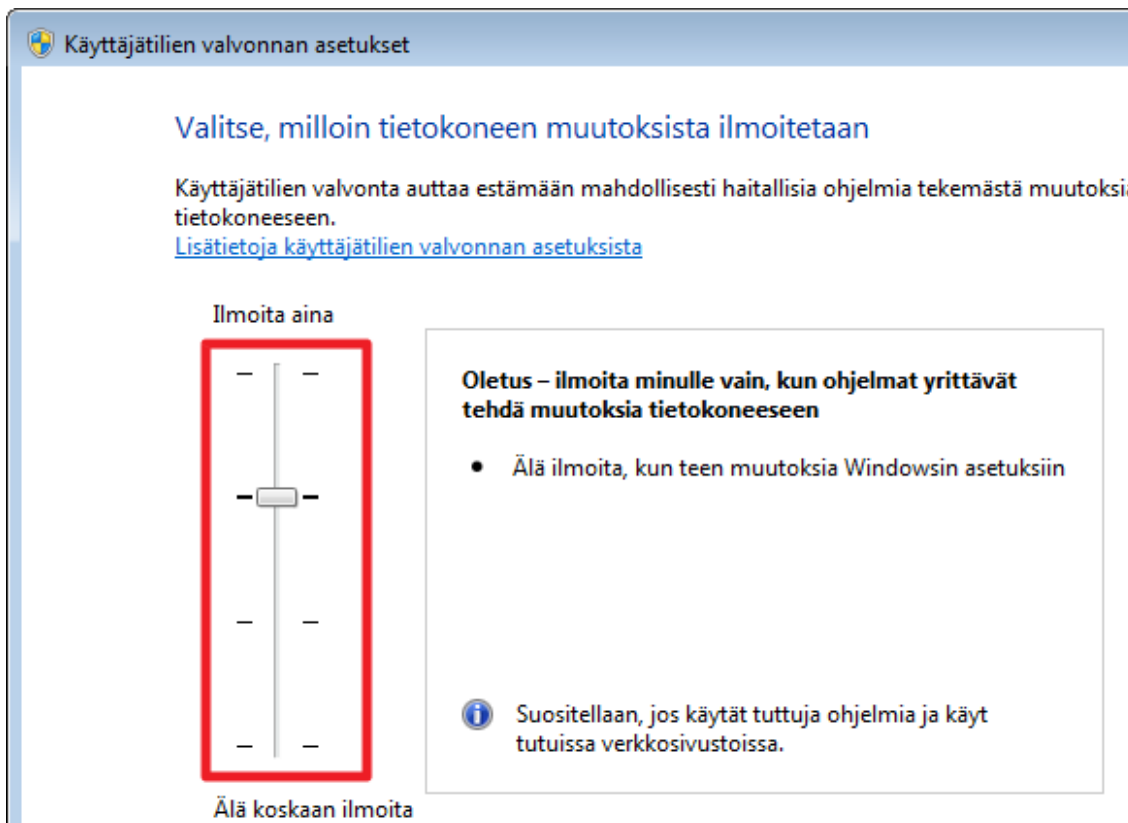 Käyttäjätilien valvonnan asetukset
Valitse, milloin tietokoneen muutoksista ilmoitetaan
Käyttäjätilien valvonta auttaa estämään mahdollisesti haitallisia ohjelmia tekemästä muutoksia
tietokoneeseen.
Lisätietoja käyttäjätilien valvonnan asetuksista
Ilmoita aina
Oletus – ilmoita minulle vain, kun ohjelmat yrittävät
tehdä muutoksia tietokoneeseen
• Älä ilmoita, kun teen muutoksia Windowsin asetuksiin
Suositellaan, jos käytät tuttuja ohjelmia ja käyt
tutuissa verkkosivustoissa.
Älä koskaan ilmoita